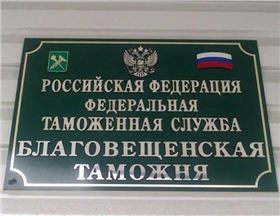 РОССИЙСКАЯ ФЕДЕРАЦИЯ
ФЕДЕРАЛЬНАЯ
ТАМОЖЕННАЯ СЛУЖБА
БЛАГОВЕЩЕНСКАЯ
ТАМОЖНЯ